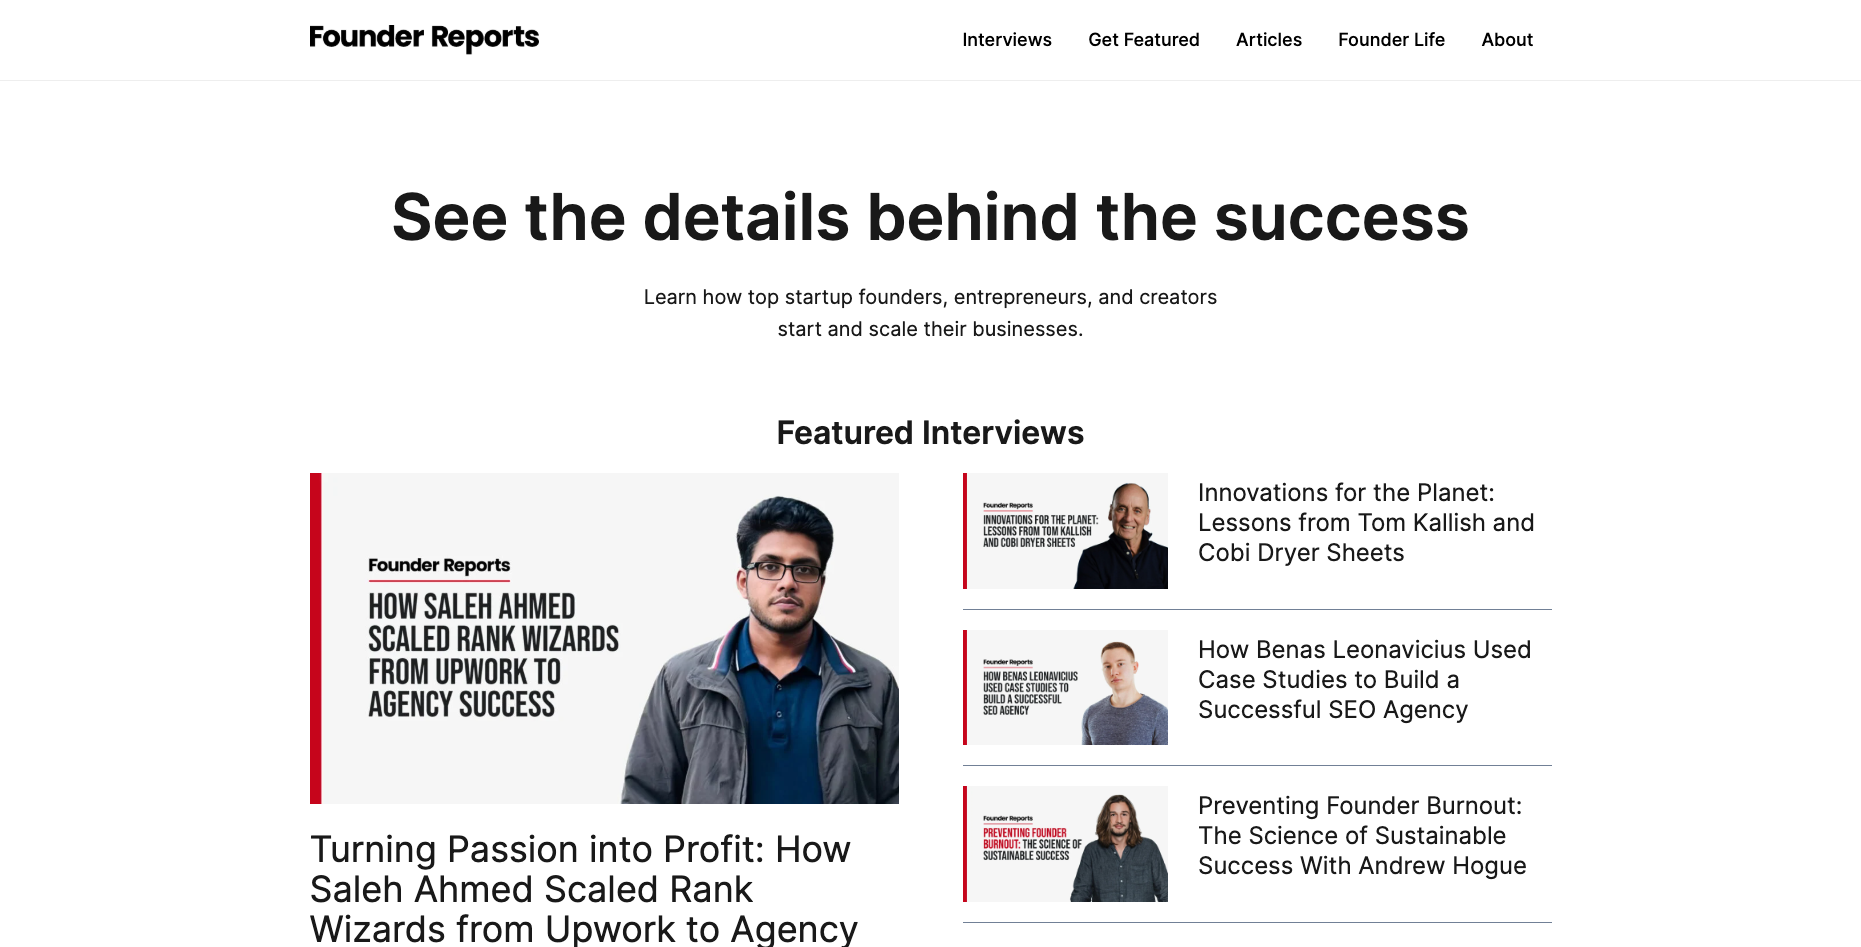 Founder Reports
Interviews
Get Featured
Articles
Founder Life
About
See the details behind the success
Learn how top startup founders, entrepreneurs, and creators
start and scale their businesses.
Featured Interviews
Founder Reports
HOW SALEH AHMED
SCALED RANK WIZARDS
FROM UPWORK TO
AGENCY SUCCESS
Turning Passion into Profit: How
Saleh Ahmed Scaled Rank
Wizards from Upwork to Agency
Founder Reports
INNOVATIONS FOR THE PLANET:
LESSONS FROM TOM KALLISH
AND COBI DRYER SHEETS
Innovations for the Planet:
Lessons from Tom Kallish and
Cobi Dryer Sheets
Founder Reports
HOW BENAS LEONAVICIUS
USED CASE STUDIES TO
BUILD A SUCCESSFUL
SEO AGENCY
How Benas Leonavicius Used
Case Studies to Build a
Successful SEO Agency
Founder Reports
PREVENTING FOUNDER
BURNOUT: THE SCIENCE OF
SUSTAINABLE SUCCESS
Preventing Founder Burnout:
The Science of Sustainable
Success With Andrew Hogue